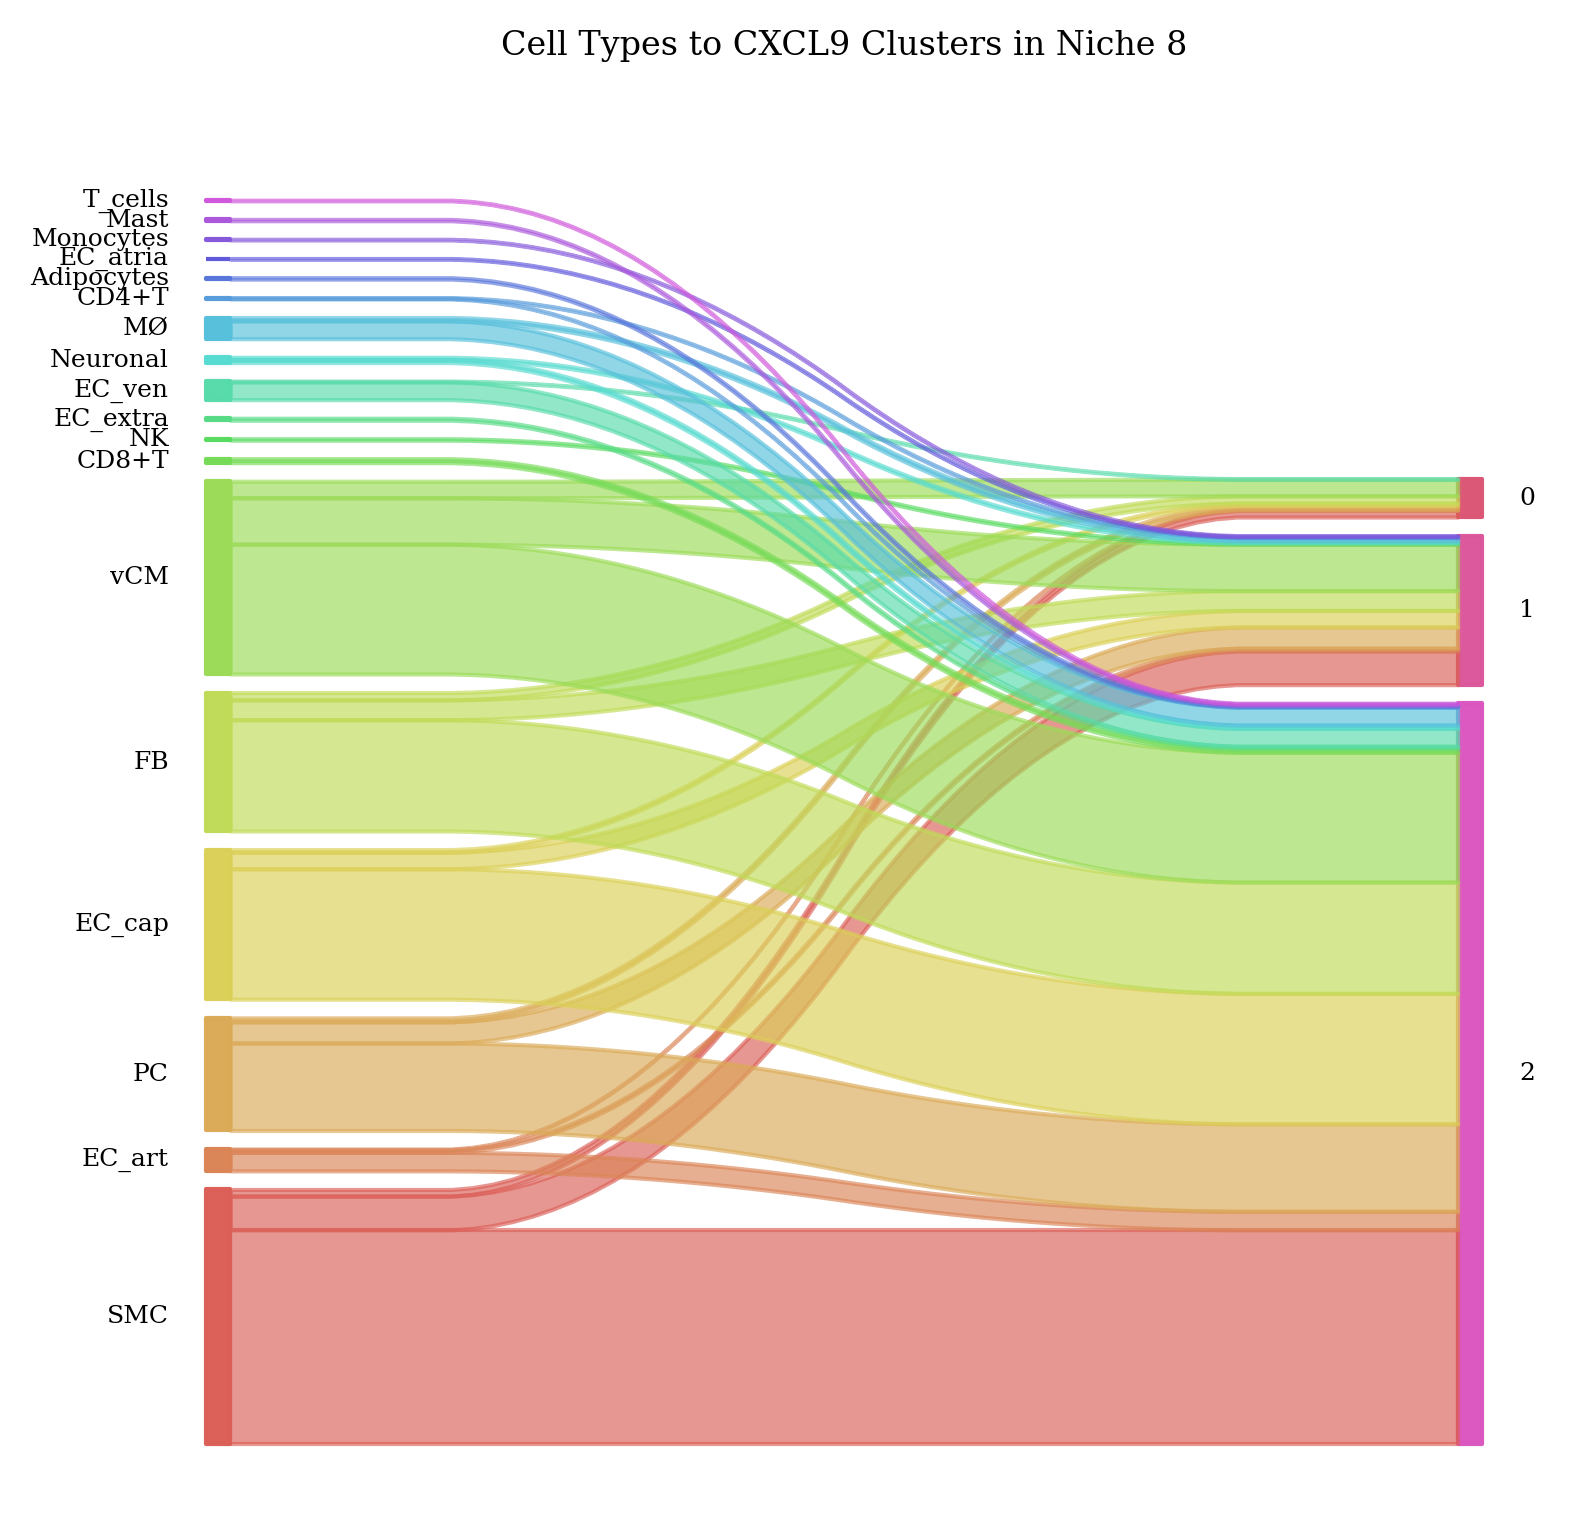 Cell Types to CXCL9 Clusters in Niche 8
T_cells
Mast
Monocytes
EC_atria
Adipocytes
CD4+T
MØ
Neuronal
EC_ven
EC_extra
NK
CD8+T
vCM
FB
EC_cap
PC
EC_art
SMC
0
1
2